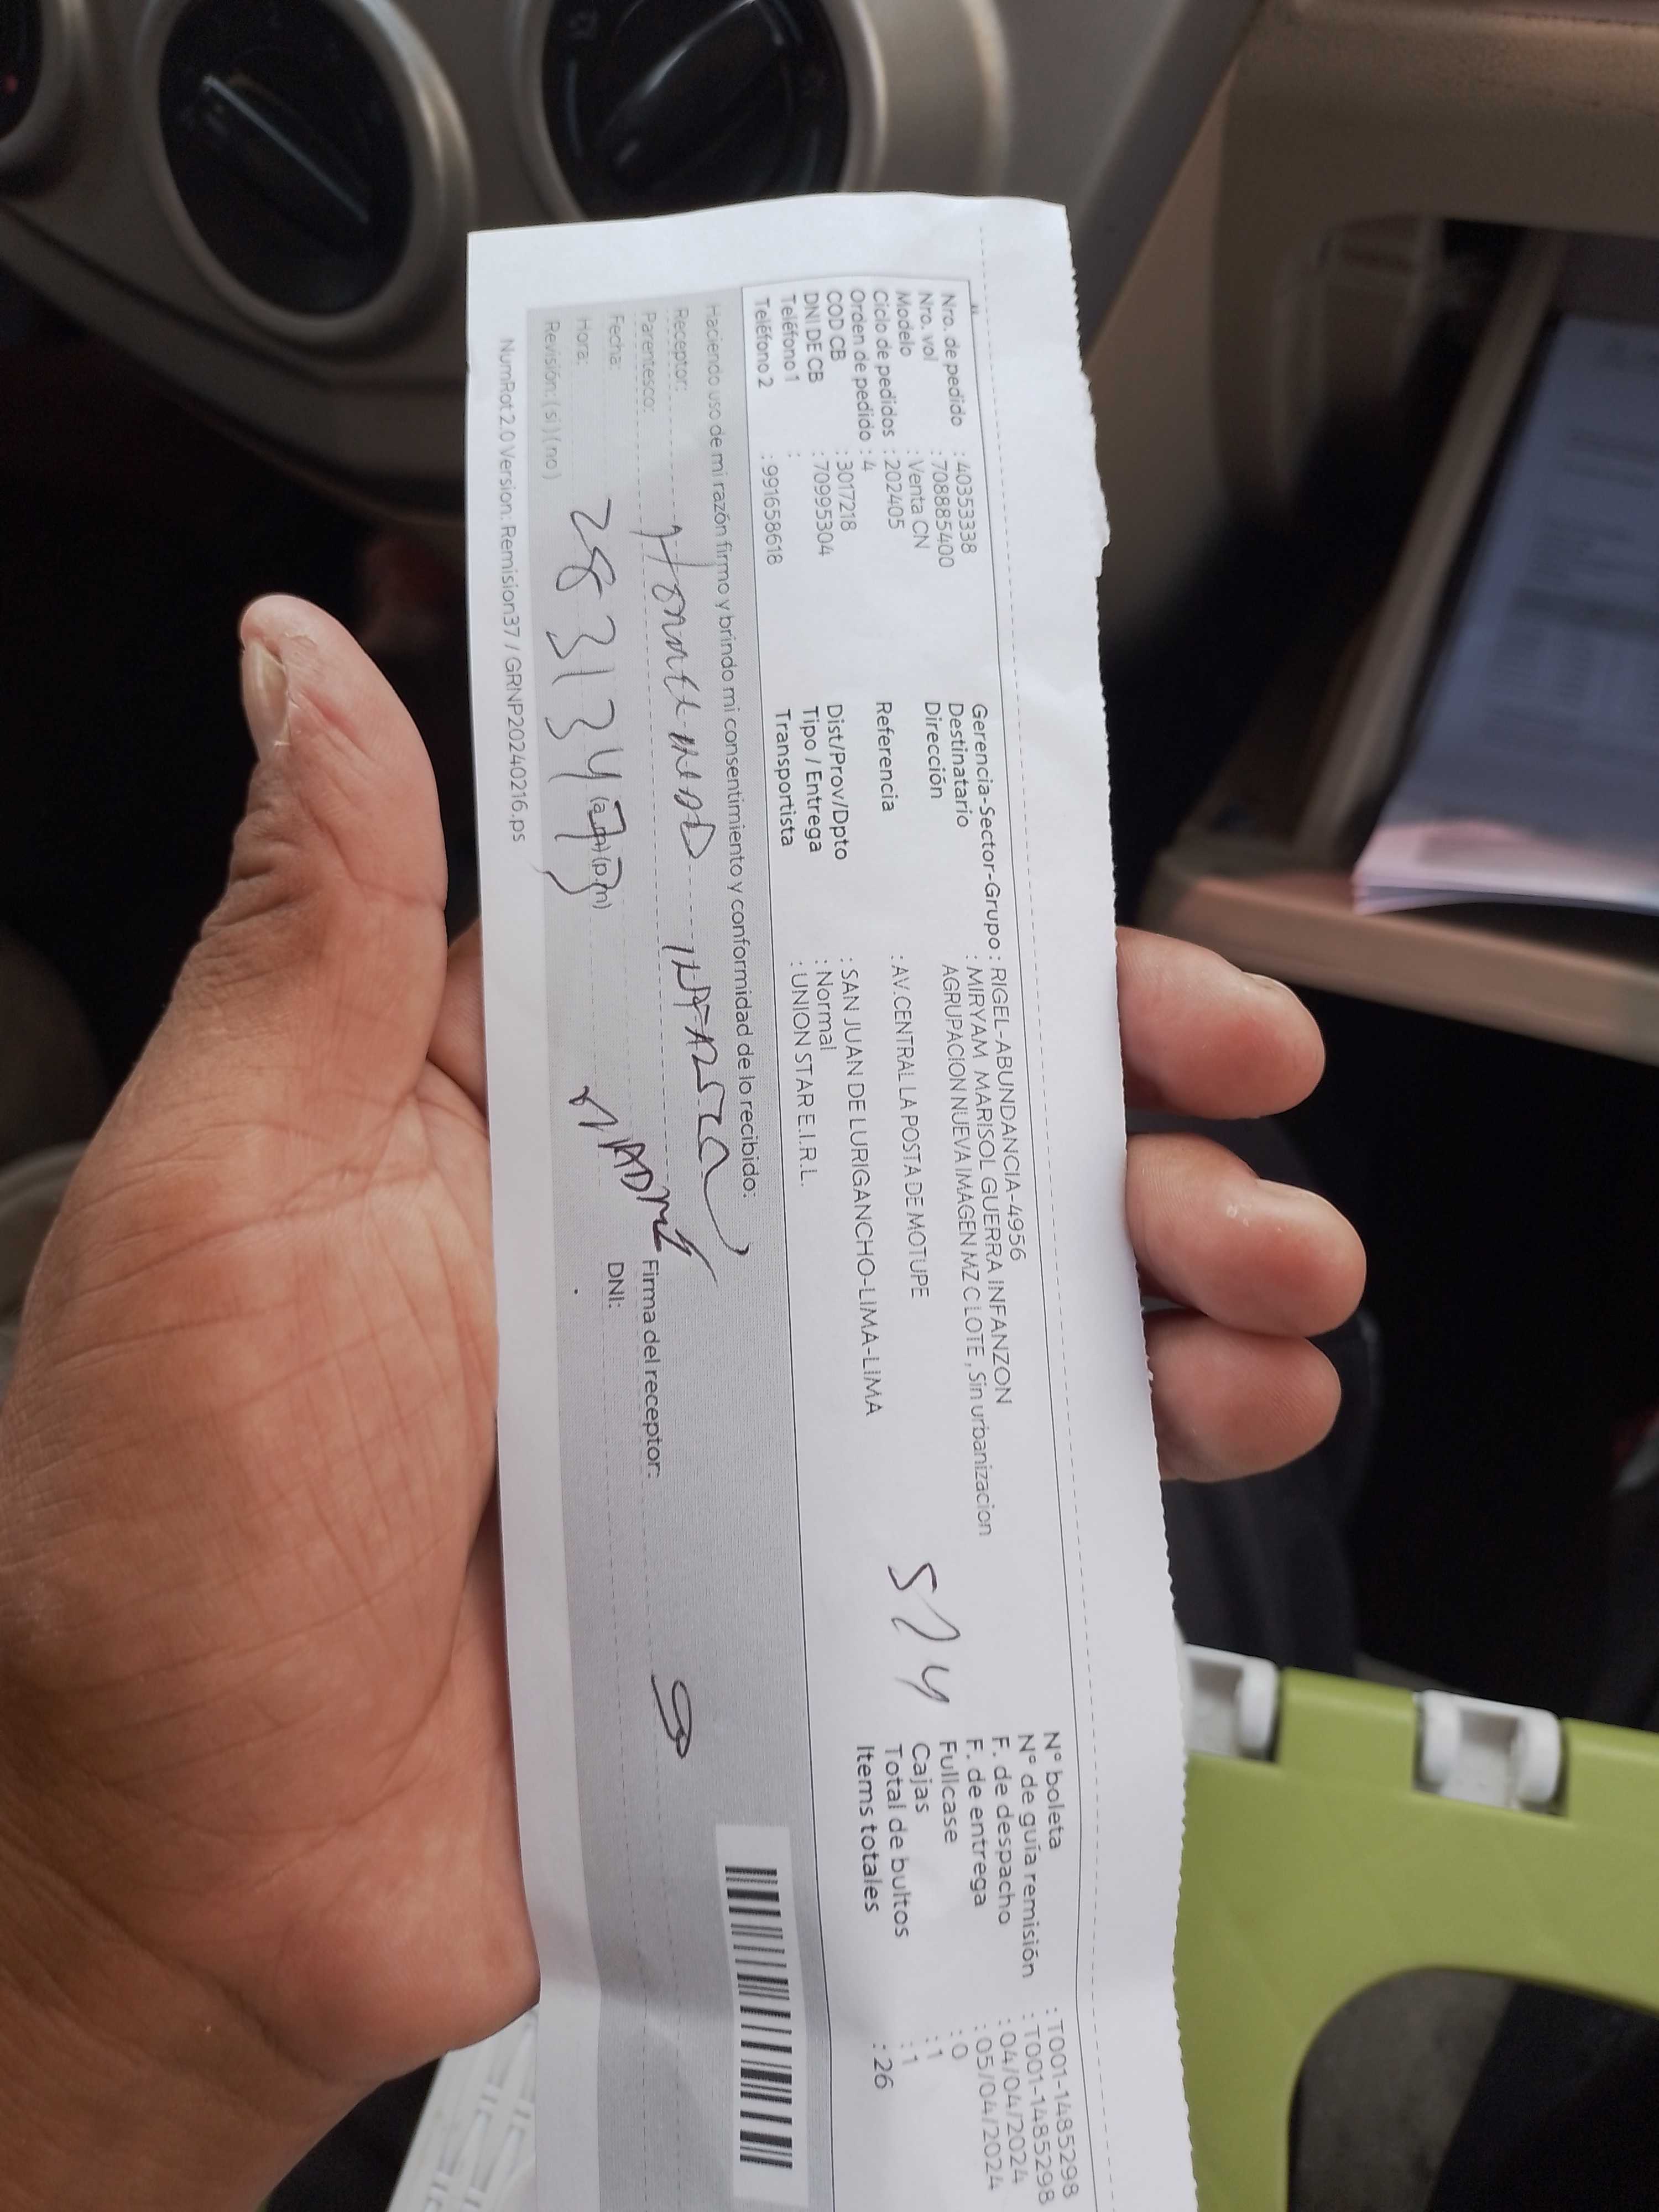 Nro. de pedido : 40353338
Nro. vol : 708885400
Modelo : Venta CN
Ciclo de pedidos : 202405
Orden de pedido : 4
COD CB : 3017218
DNI DE CB : 70995304
Teléfono 1 :
Teléfono 2 : 991658618
Gerencia-Sector-Grupo : RIGEL-ABUNDANCIA-4956
Destinatario : MIRYAM MARISOL GUERRA INFANZON
Dirección AGRUPACION NUEVA IMAGEN MZ C LOTE , Sin urbanizacion
Referencia : AV.CENTRAL LA POSTA DE MOTUPE
Dist/Prov/Dpto : SAN JUAN DE LURIGANCHO-LIMA-LIMA
Tipo / Entrega : Normal
Transportista : UNION STAR E.I.R.L.
5/4
N° boleta : T001-1485298
N° de guía remisión : T001-1485298
F. de despacho : 04/04/2024
F. de entrega : 05/04/2024
Fullcase : 0
Cajas : 1
Total de bultos : 1
Items totales : 26
Haciendo uso de mi razón firmo y brindo mi consentimiento y conformidad de lo recibido:
Receptor:
Parentesco: Firma del receptor:
Fecha: DNI:
Hora: (a.m) (p.m)
Revisión: ( si ) ( no )
NumRot 2.0 Version. Remision37 / GRNP20240216.ps